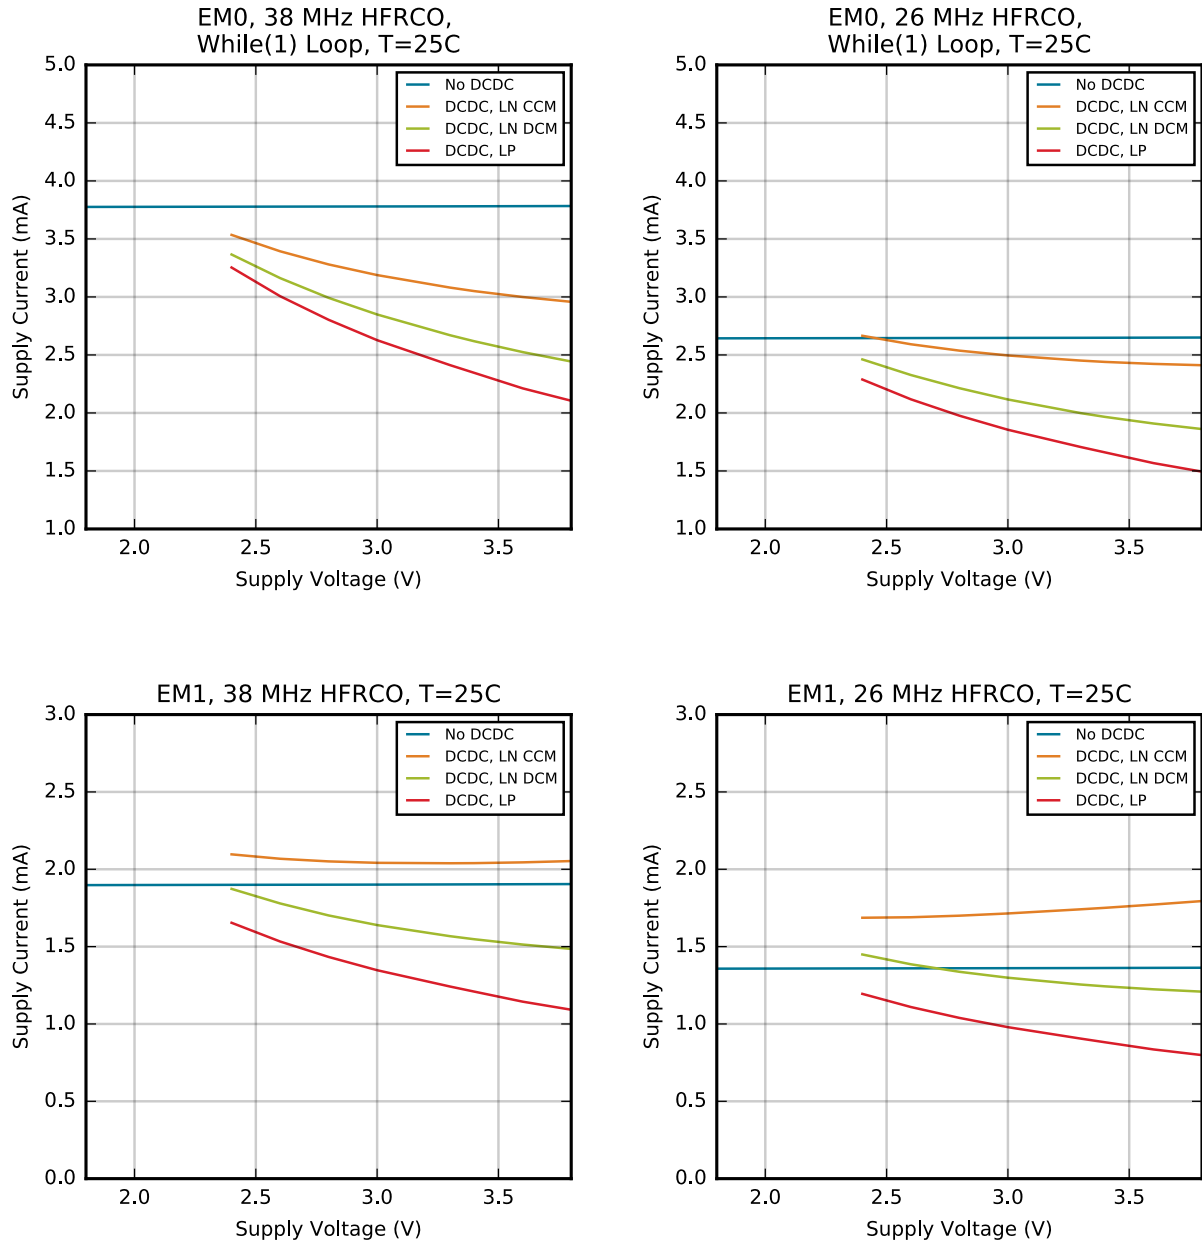 EM0, 38 MHz HFRCO,
While(1) Loop, T=25C
5.0
4.5
4.0
3.5
3.0
2.5
2.0
1.5
1.0
Supply Current (mA)
No DCDC
DCDC, LN CCM
DCDC, LN DCM
DCDC, LP
2.0
2.5
3.0
3.5
Supply Voltage (V)
EM0, 26 MHz HFRCO,
While(1) Loop, T=25C
5.0
4.5
4.0
3.5
3.0
2.5
2.0
1.5
1.0
Supply Current (mA)
No DCDC
DCDC, LN CCM
DCDC, LN DCM
DCDC, LP
2.0
2.5
3.0
3.5
Supply Voltage (V)
EM1, 38 MHz HFRCO, T=25C
3.0
2.5
2.0
1.5
1.0
0.5
0.0
Supply Current (mA)
No DCDC
DCDC, LN CCM
DCDC, LN DCM
DCDC, LP
2.0
2.5
3.0
3.5
Supply Voltage (V)
EM1, 26 MHz HFRCO, T=25C
3.0
2.5
2.0
1.5
1.0
0.5
0.0
Supply Current (mA)
No DCDC
DCDC, LN CCM
DCDC, LN DCM
DCDC, LP
2.0
2.5
3.0
3.5
Supply Voltage (V)